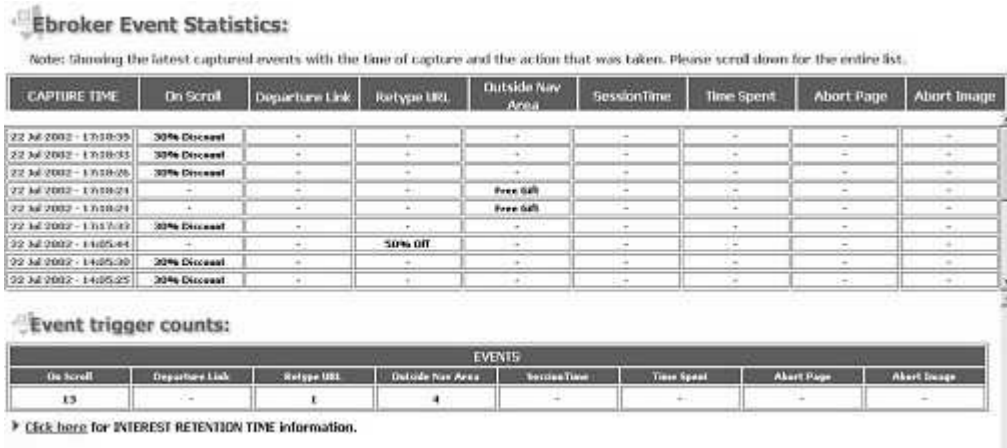 Ebroker Event Statistics:
Note: Showing the latest captured events with the time of capture and the action that was taken. Please scroll down for the entire list.
CAPTURE TIME On Scroll Departure Link Retype URL Outside Nav Area SessionTime Time Spent Abort Page Abort Image
22 Jul 2002 - 17:18:39 30% Discount - - - - - - -
22 Jul 2002 - 17:18:33 30% Discount - - - - - - -
22 Jul 2002 - 17:18:26 30% Discount - - - - - - -
22 Jul 2002 - 17:18:24 - - - Free Gift - - - -
22 Jul 2002 - 17:18:24 - - - Free Gift - - - -
22 Jul 2002 - 17:17:33 30% Discount - - - - - - -
22 Jul 2002 - 14:05:44 - - 50% Off - - - - -
22 Jul 2002 - 14:05:30 30% Discount - - - - - - -
22 Jul 2002 - 14:05:25 30% Discount - - - - - - -
Event trigger counts:
EVENTS
On Scroll Departure Link Retype URL Outside Nav Area SessionTime Time Spent Abort Page Abort Image
13 - 1 4 - - - -
Click here for INTEREST RETENTION TIME information.